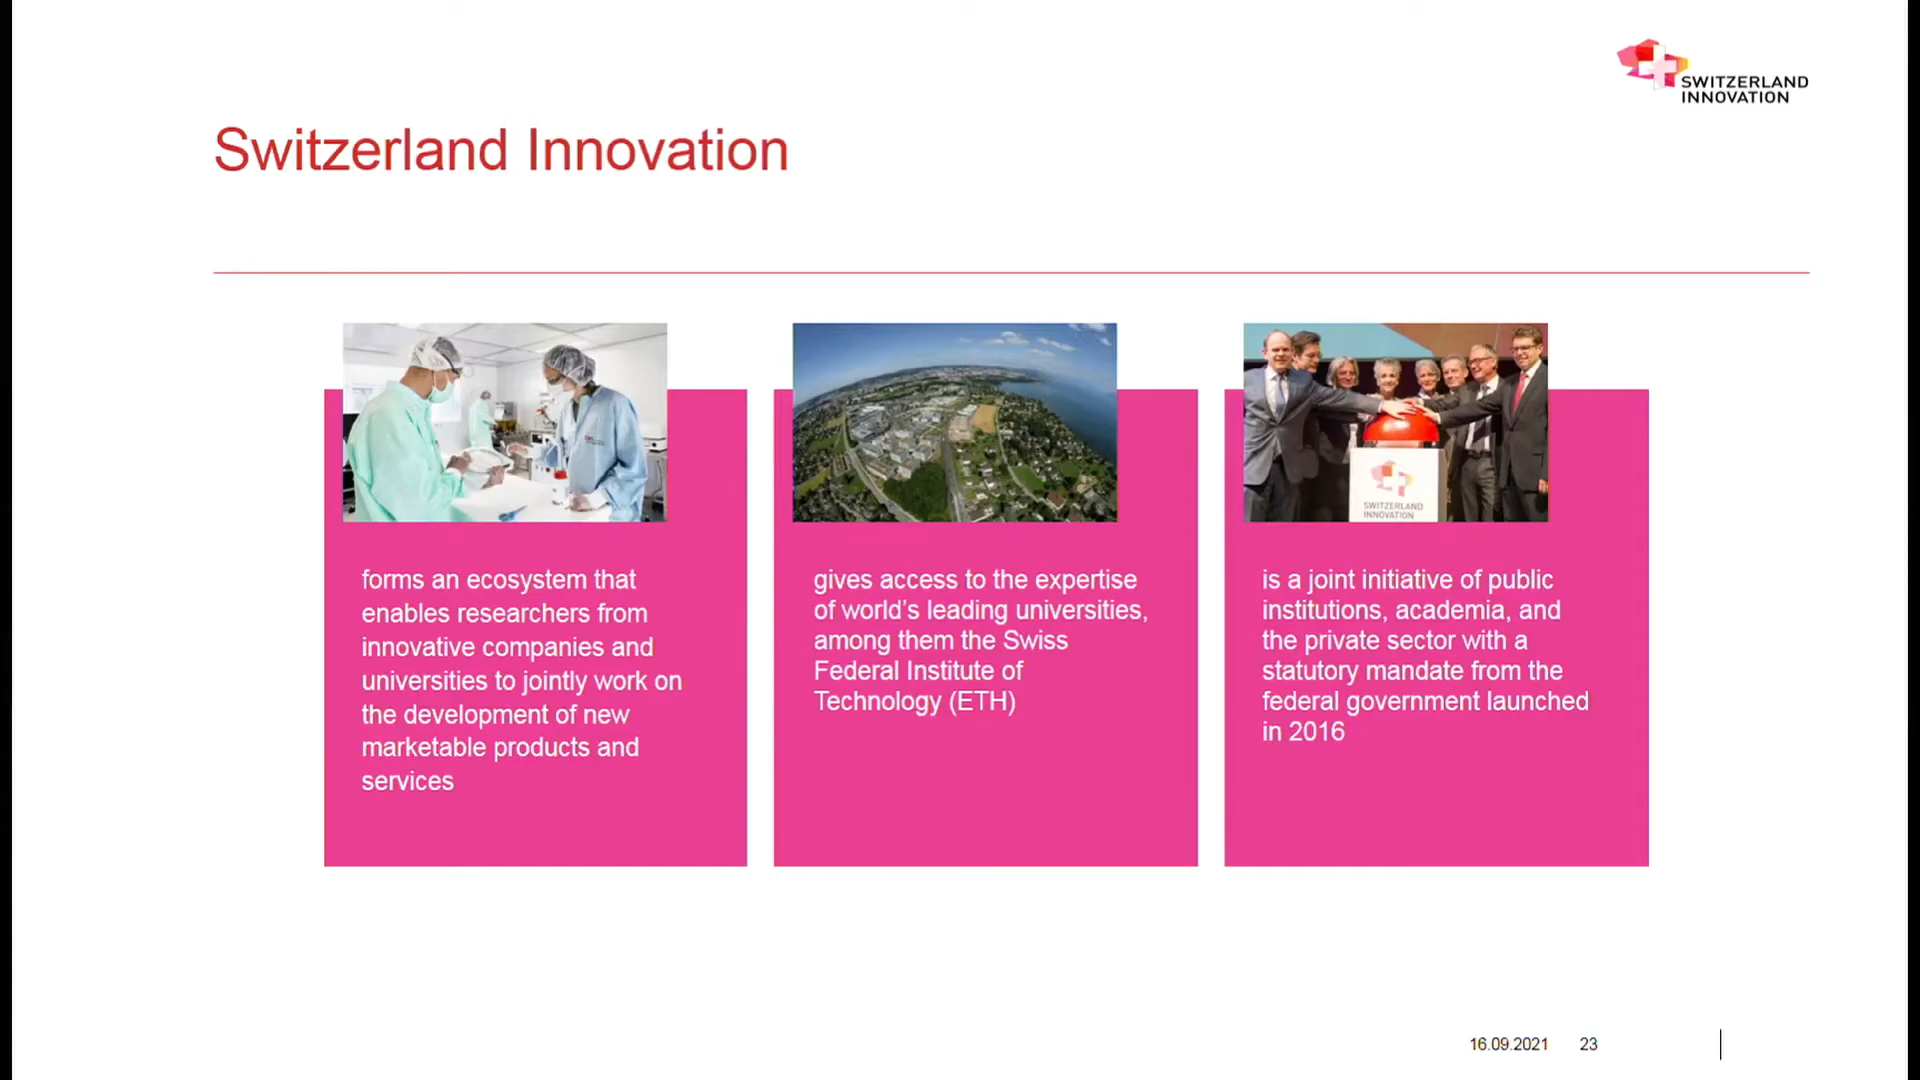 SWITZERLAND
INNOVATION
Switzerland Innovation
SWITZERLAND
INNOVATION
forms an ecosystem that
enables researchers from
innovative companies and
universities to jointly work on
the development of new
marketable products and
services
gives access to the expertise
of world’s leading universities,
among them the Swiss
Federal Institute of
Technology (ETH)
is a joint initiative of public
institutions, academia, and
the private sector with a
statutory mandate from the
federal government launched
in 2016
16.09.2021 23